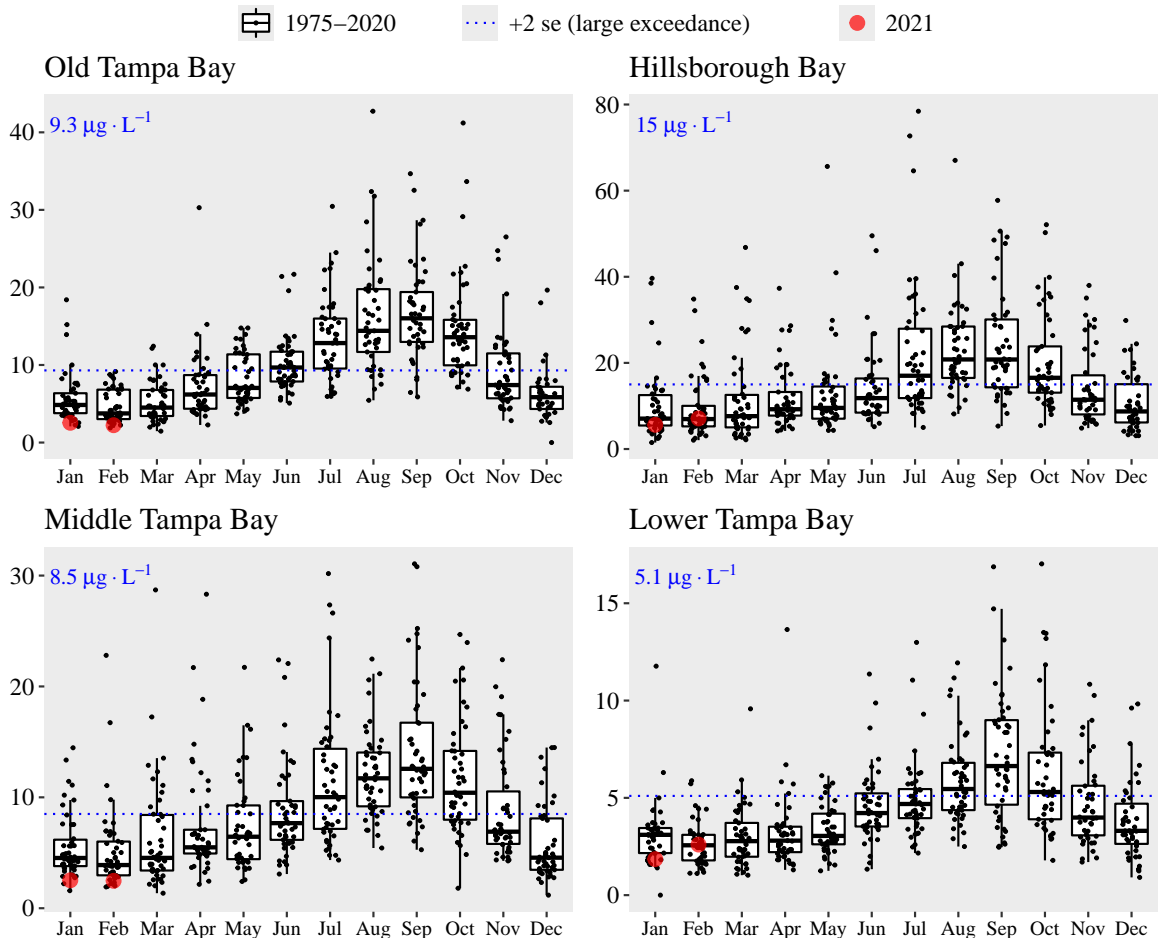 1975–2020 +2 se (large exceedance) 2021
Old Tampa Bay
9.3 μg · L⁻¹
40
30
20
10
0
Jan Feb Mar Apr May Jun Jul Aug Sep Oct Nov Dec
Hillsborough Bay
15 μg · L⁻¹
80
60
40
20
0
Jan Feb Mar Apr May Jun Jul Aug Sep Oct Nov Dec
Middle Tampa Bay
8.5 μg · L⁻¹
30
20
10
0
Jan Feb Mar Apr May Jun Jul Aug Sep Oct Nov Dec
Lower Tampa Bay
5.1 μg · L⁻¹
15
10
5
0
Jan Feb Mar Apr May Jun Jul Aug Sep Oct Nov Dec